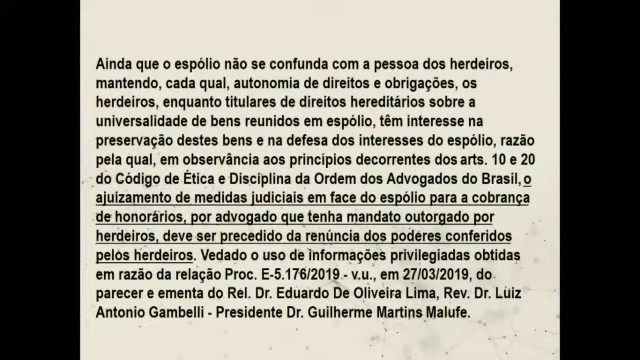 Ainda que o espólio não se confunda com a pessoa dos herdeiros,
mantendo, cada qual, autonomia de direitos e obrigações, os
herdeiros, enquanto titulares de direitos hereditários sobre a
universalidade de bens reunidos em espólio, têm interesse na
preservação destes bens e na defesa dos interesses do espólio, razão
pela qual, em observância aos princípios decorrentes dos arts. 10 e 20
do Código de Ética e Disciplina da Ordem dos Advogados do Brasil, o
ajuizamento de medidas judiciais em face do espólio para a cobrança
de honorários, por advogado que tenha mandato outorgado por
herdeiros, deve ser precedido da renúncia dos poderes conferidos
pelos herdeiros. Vedado o uso de informações privilegiadas obtidas
em razão da relação Proc. E-5.176/2019 - v.u., em 27/03/2019, do
parecer e ementa do Rel. Dr. Eduardo De Oliveira Lima, Rev. Dr. Luiz
Antonio Gambelli - Presidente Dr. Guilherme Martins Malufe.